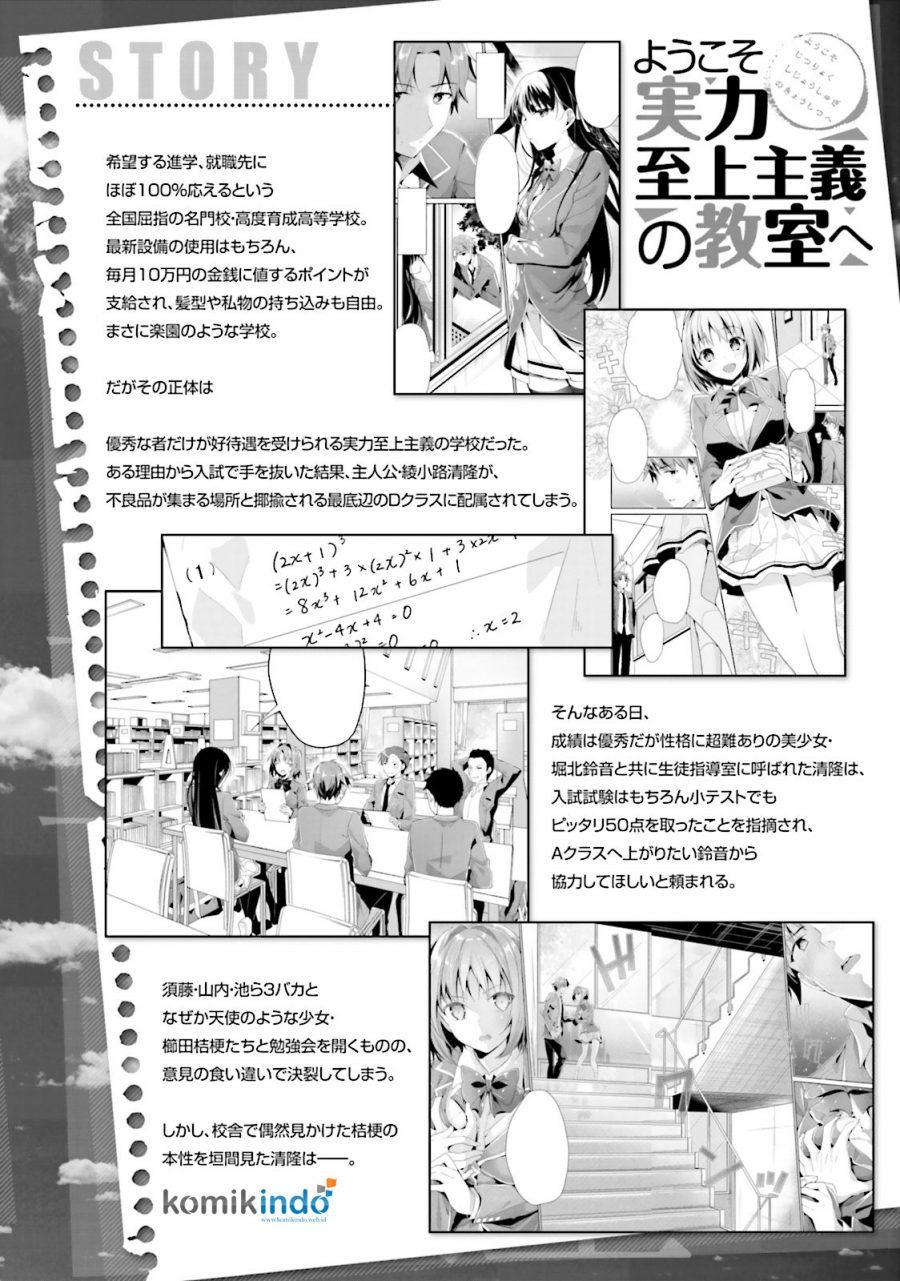 STORY
ようこそ
実力
至上主義
の教室へ
ようこそ
じつりょく
しじょうしゅぎ
のきょうしつへ
希望する進学、就職先に
ほぼ100%応えるという
全国屈指の名門校・高度育成高等学校。
最新設備の使用はもちろん、
毎月10万円の金銭に値するポイントが
支給され、髪型や私物の持ち込みも自由。
まさに楽園のような学校。
だがその正体は
優秀な者だけが好待遇を受けられる実力至上主義の学校だった。
ある理由から入試で手を抜いた結果、主人公・綾小路清隆が、
不良品が集まる場所と揶揄される最底辺のDクラスに配属されてしまう。
キラ
キラ
(1)
(2x+1)³
=(2x)³+3×(2x)²×1+3×2x
=8x³+12x²+6x+1
x²-4x+4=0
)²=0
∴x=2
そんなある日、
成績は優秀だが性格に超難ありの美少女・
堀北鈴音と共に生徒指導室に呼ばれた清隆は、
入試試験はもちろん小テストでも
ピッタリ50点を取ったことを指摘され、
Aクラスへ上がりたい鈴音から
協力してほしいと頼まれる。
須藤・山内・池ら3バカと
なぜか天使のような少女・
櫛田桔梗たちと勉強会を開くものの、
意見の食い違いで決裂してしまう。
しかし、校舎で偶然見かけた桔梗の
本性を垣間見た清隆は――。
komikindo
www.komikindo.web.id